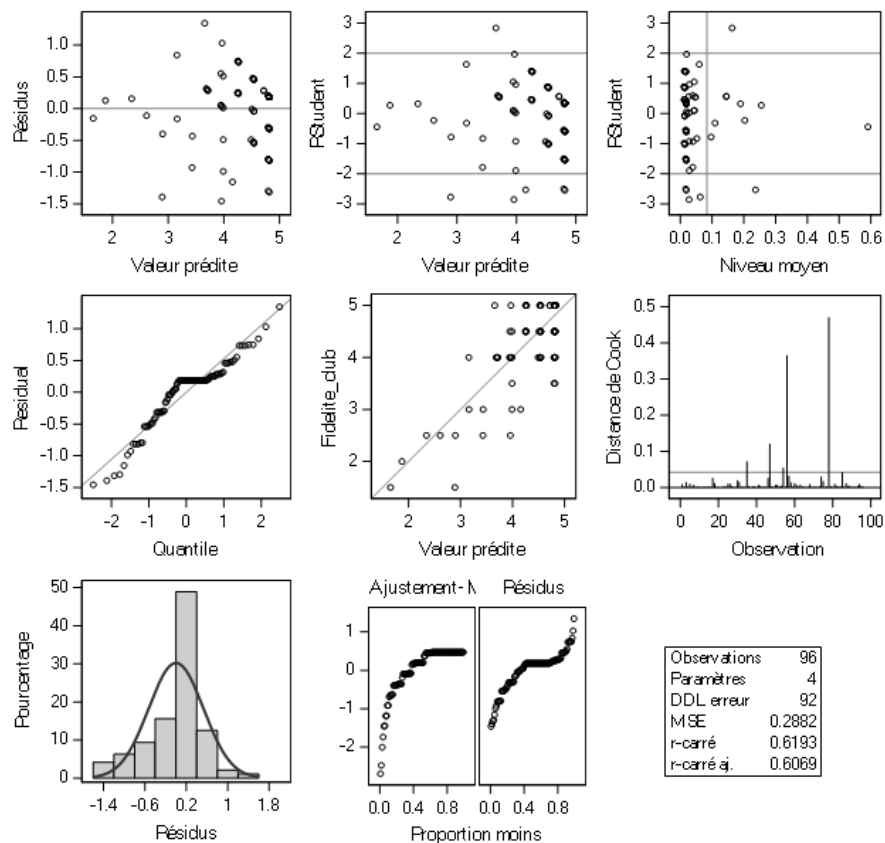 Résidus
1.0
0.5
0.0
-0.5
-1.0
-1.5
2 3 4 5
Valeur prédite
RStudent
3
2
1
0
-1
-2
-3
2 3 4 5
Valeur prédite
RStudent
3
2
1
0
-1
-2
-3
0.0 0.1 0.2 0.3 0.4 0.5 0.6
Niveau moyen
Residual
1.0
0.5
0.0
-0.5
-1.0
-1.5
-2 -1 0 1 2
Quantile
Fidelite_club
5
4
3
2
2 3 4 5
Valeur prédite
Distance de Cook
0.5
0.4
0.3
0.2
0.1
0.0
0 20 40 60 80 100
Observation
Pourcentage
50
40
30
20
10
0
-1.4 -0.6 0.2 1 1.8
Résidus
Ajustement-
Résidus
1
0
-1
-2
0.0 0.4 0.8
0.0 0.4 0.8
Proportion moins
Observations 96
Paramètres 4
DDL erreur 92
MSE 0.2882
r-carré 0.6193
r-carré aj. 0.6069